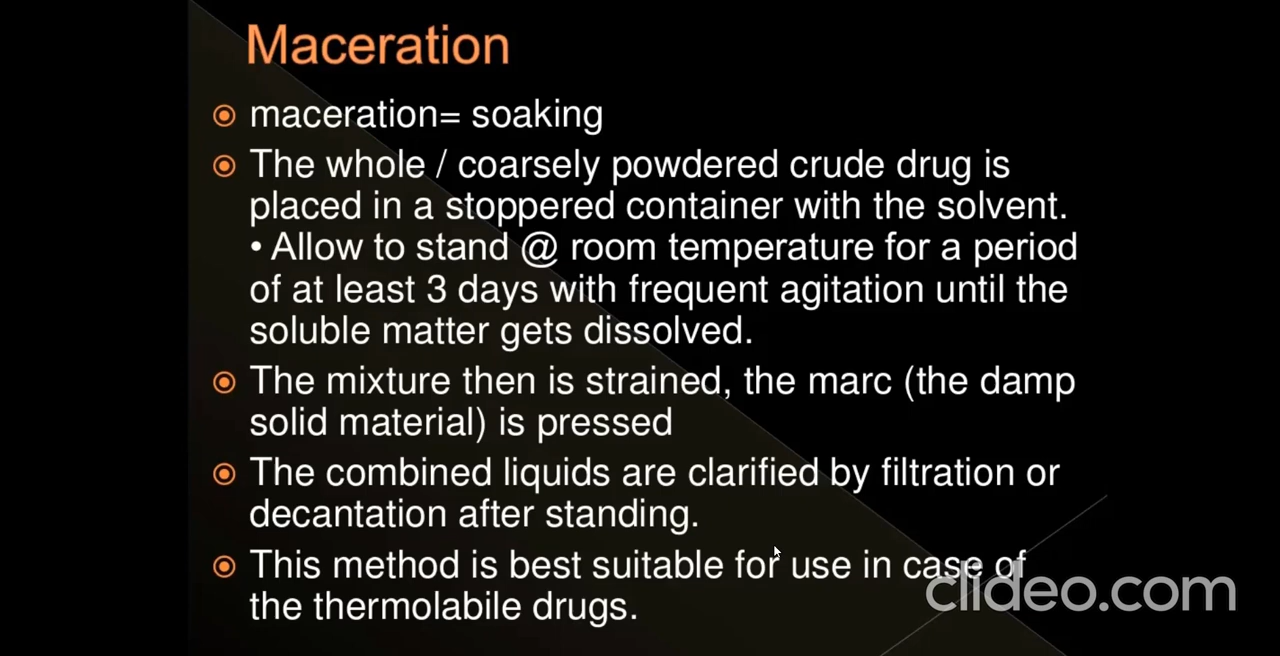 Maceration
maceration= soaking
The whole / coarsely powdered crude drug is
placed in a stoppered container with the solvent.
• Allow to stand @ room temperature for a period
of at least 3 days with frequent agitation until the
soluble matter gets dissolved.
The mixture then is strained, the marc (the damp
solid material) is pressed
The combined liquids are clarified by filtration or
decantation after standing.
This method is best suitable for use in case of
the thermolabile drugs.
clideo.com